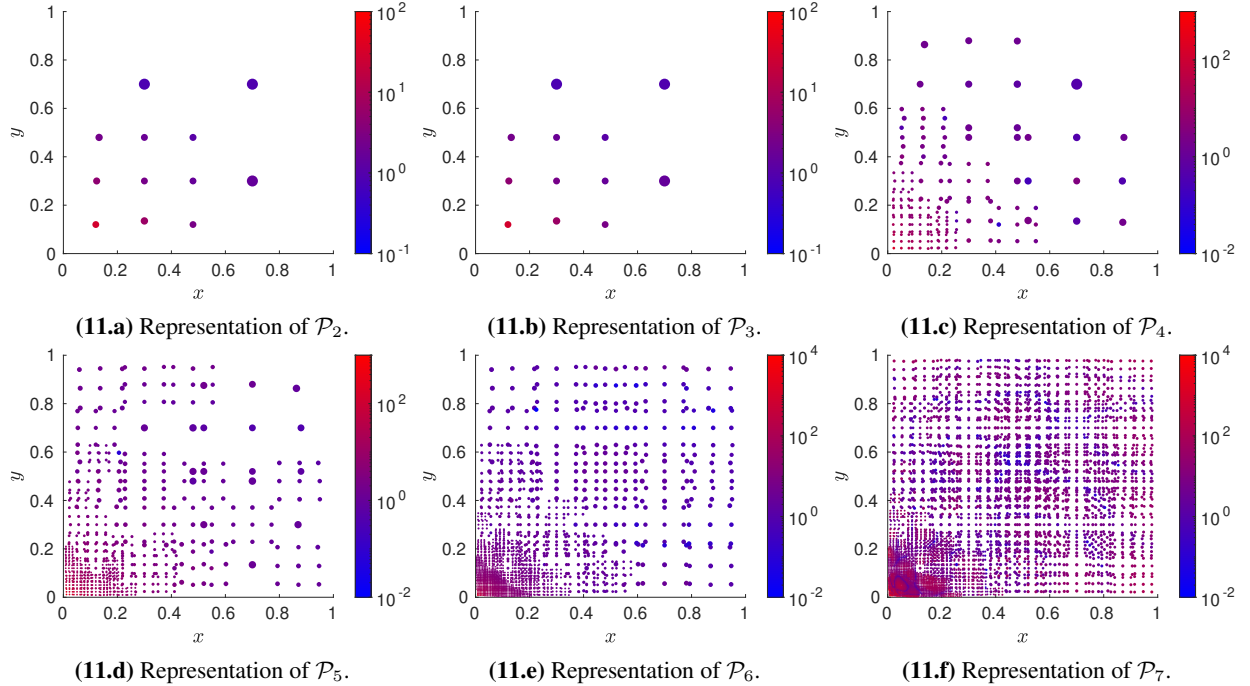 1
0.8
0.6
0.4
0.2
0
y
0 0.2 0.4 0.6 0.8 1
x
10^2
10^1
10^0
10^-1
(11.a) Representation of 𝒫₂.
1
0.8
0.6
0.4
0.2
0
y
0 0.2 0.4 0.6 0.8 1
x
10^2
10^1
10^0
10^-1
(11.b) Representation of 𝒫₃.
1
0.8
0.6
0.4
0.2
0
y
0 0.2 0.4 0.6 0.8 1
x
10^2
10^0
10^-2
(11.c) Representation of 𝒫₄.
1
0.8
0.6
0.4
0.2
0
y
0 0.2 0.4 0.6 0.8 1
x
10^2
10^0
10^-2
(11.d) Representation of 𝒫₅.
1
0.8
0.6
0.4
0.2
0
y
0 0.2 0.4 0.6 0.8 1
x
10^4
10^2
10^0
10^-2
(11.e) Representation of 𝒫₆.
1
0.8
0.6
0.4
0.2
0
y
0 0.2 0.4 0.6 0.8 1
x
10^4
10^2
10^0
10^-2
(11.f) Representation of 𝒫₇.